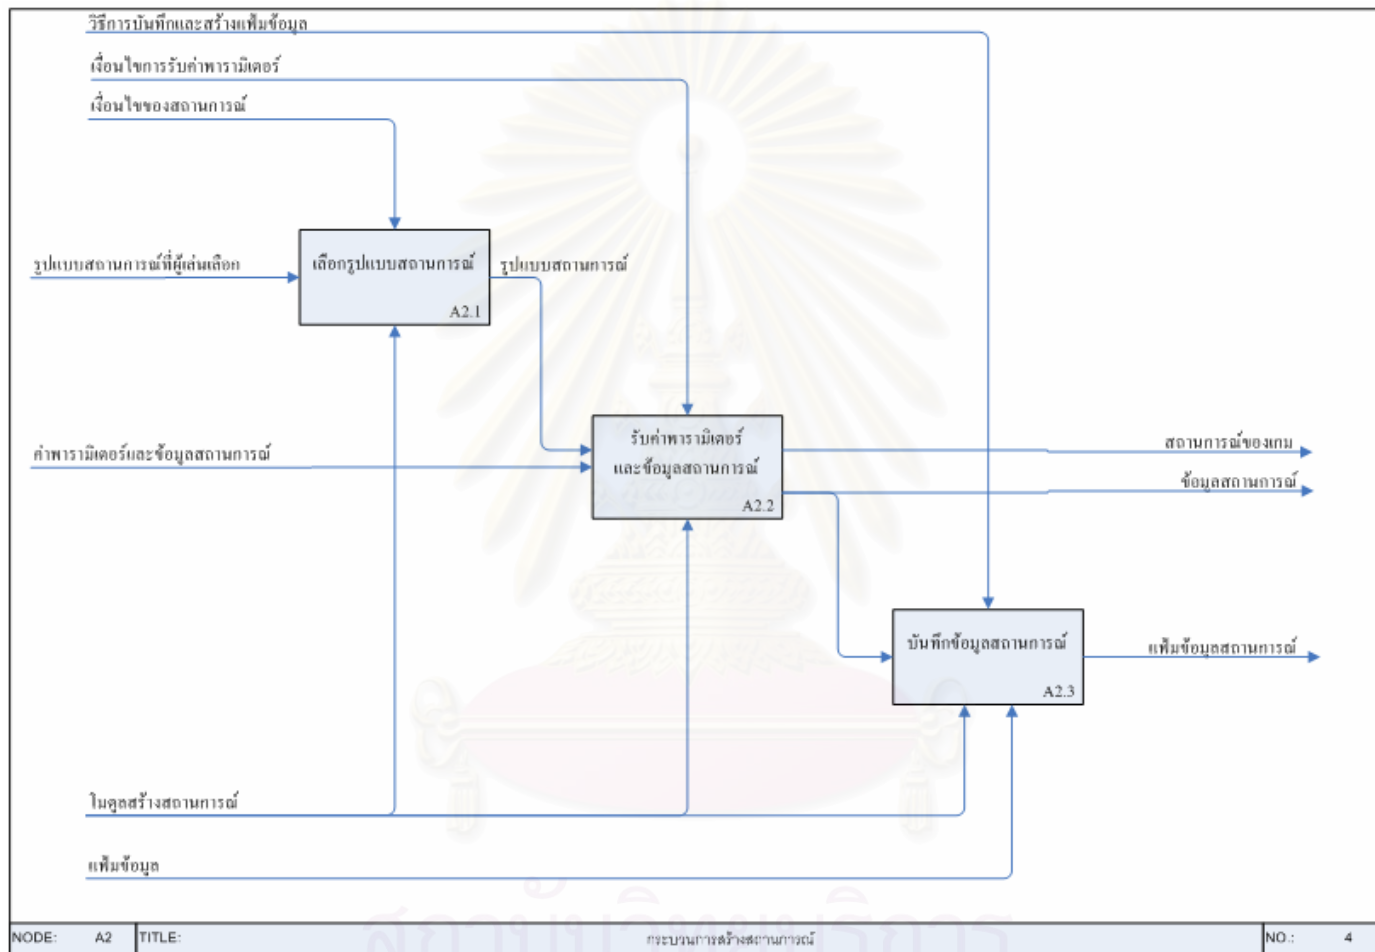 วิธีการบันทึกและสร้างแฟ้มข้อมูล
เงื่อนไขการรับค่าพารามิเตอร์
เงื่อนไขของสถานการณ์
รูปแบบสถานการณ์ที่ผู้เล่นเลือก
เลือกรูปแบบสถานการณ์
A2.1
รูปแบบสถานการณ์
ค่าพารามิเตอร์และข้อมูลสถานการณ์
รับค่าพารามิเตอร์
และข้อมูลสถานการณ์
A2.2
สถานการณ์ของเกม
ข้อมูลสถานการณ์
บันทึกข้อมูลสถานการณ์
A2.3
แฟ้มข้อมูลสถานการณ์
โมดูลสร้างสถานการณ์
แฟ้มข้อมูล
สถาบันวิทยบริการ
NODE: A2 TITLE: กระบวนการสร้างสถานการณ์ NO.: 4